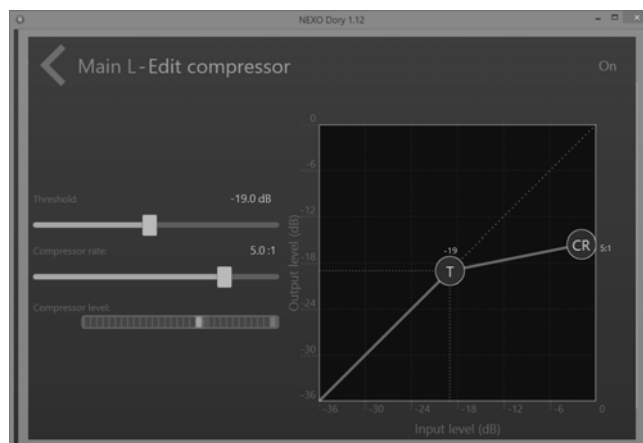 NEXO Dory 1.12
Main L - Edit compressor
On
Threshold:
-19.0 dB
Compressor rate:
5.0 :1
Compressor level:
Output level (dB)
0
-6
-12
-18
-24
-30
-36
-19
T
CR
5:1
-36
-30
-24
-18
-12
-6
0
Input level (dB)